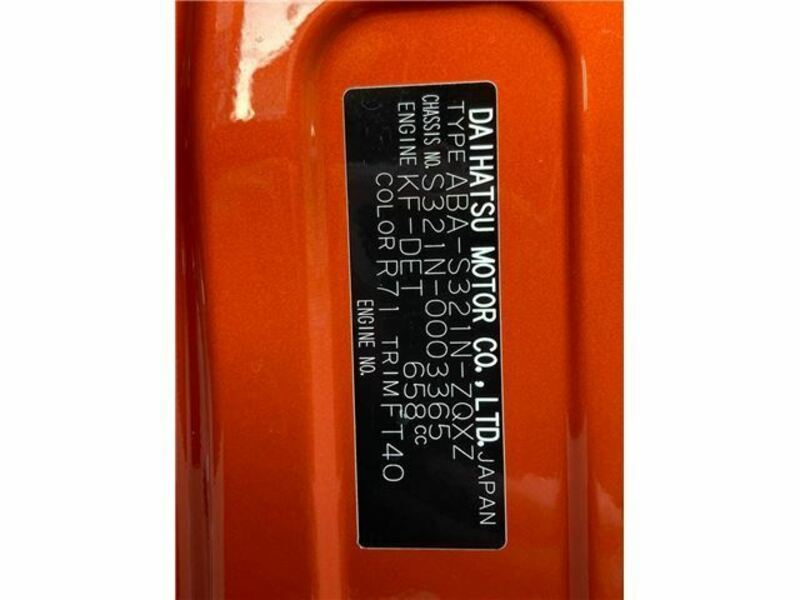 DAIHATSU MOTOR CO., LTD. JAPAN
TYPE ABA-S321N-ZQXZ
CHASSIS NO. S321N-0003365
ENGINE KF-DET 658cc
COLOR R71 TRIM FT40
ENGINE NO.